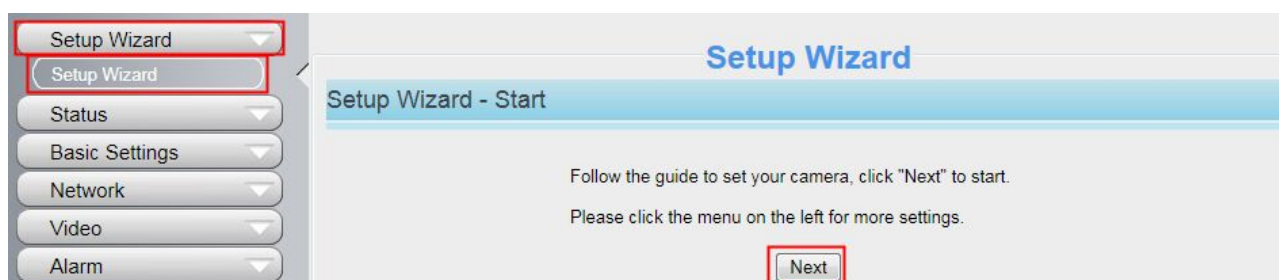 Setup Wizard
Setup Wizard
Status
Basic Settings
Network
Video
Alarm
Setup Wizard
Setup Wizard - Start
Follow the guide to set your camera, click "Next" to start.
Please click the menu on the left for more settings.
Next